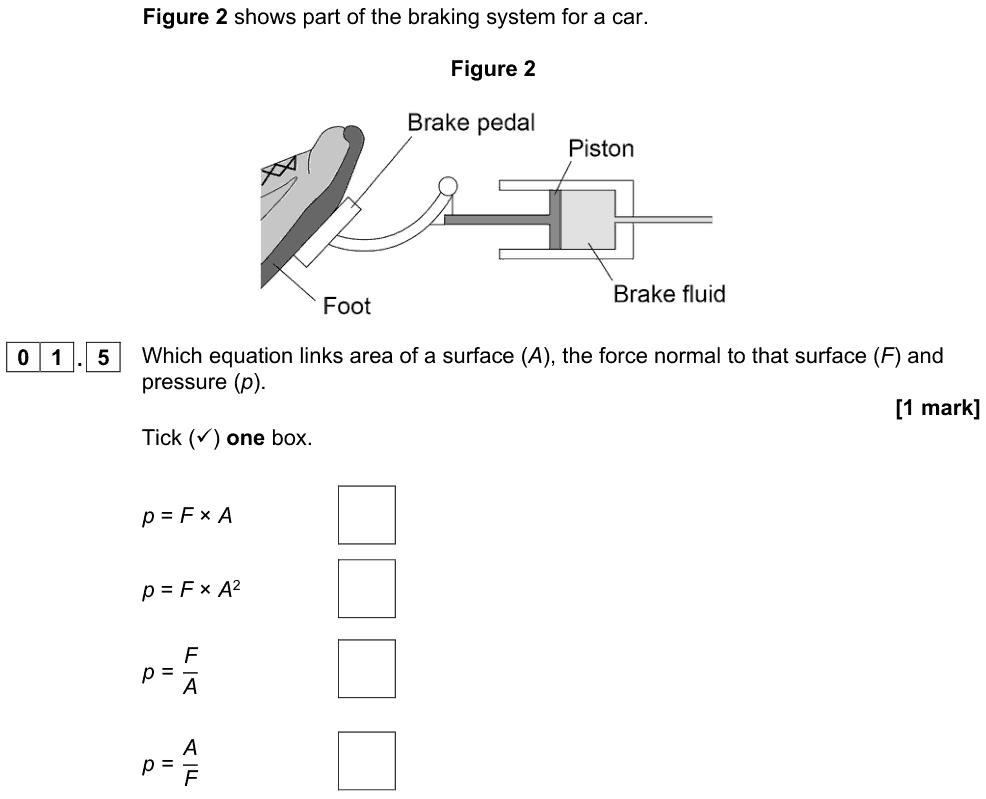 Figure 2 shows part of the braking system for a car.
Figure 2
Brake pedal
Piston
Foot
Brake fluid
0 1 . 5 Which equation links area of a surface (A), the force normal to that surface (F) and
pressure (p).
[1 mark]
Tick (✓) one box.
p = F × A
p = F × A²
p = F/A
p = A/F